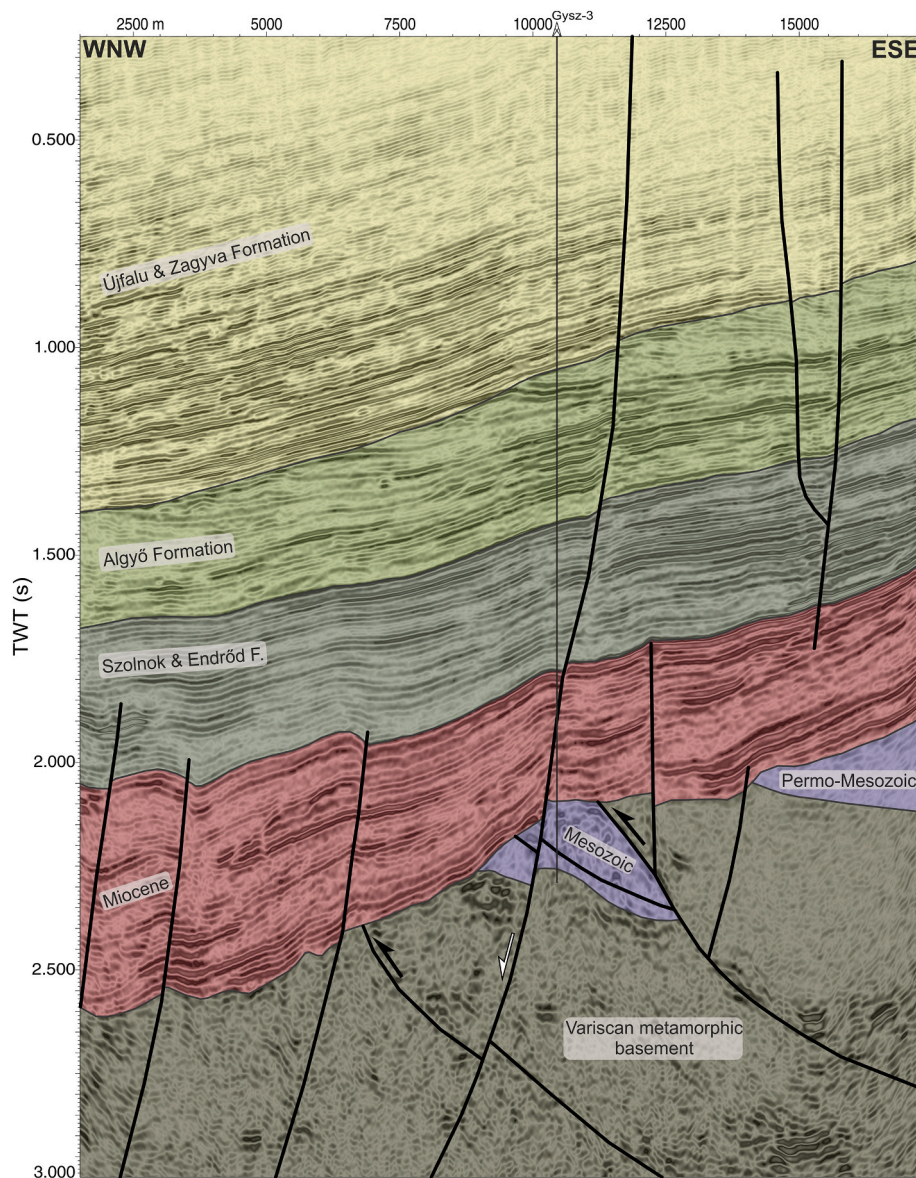 2500 m 5000 7500 10000 Gysz-3 12500 15000
WNW ESE
0.500
Újfalu & Zagyva Formation
1.000
Algyő Formation
1.500
TWT (s)
Szolnok & Endrőd F.
2.000
Permo-Mesozoic
Mesozoic
Miocene
2.500
Variscan metamorphic
basement
3.000